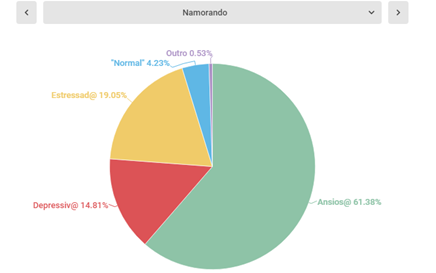 Namorando
Outro 0.53%
"Normal" 4.23%
Estressad@ 19.05%
Depressiv@ 14.81%
Ansios@ 61.38%